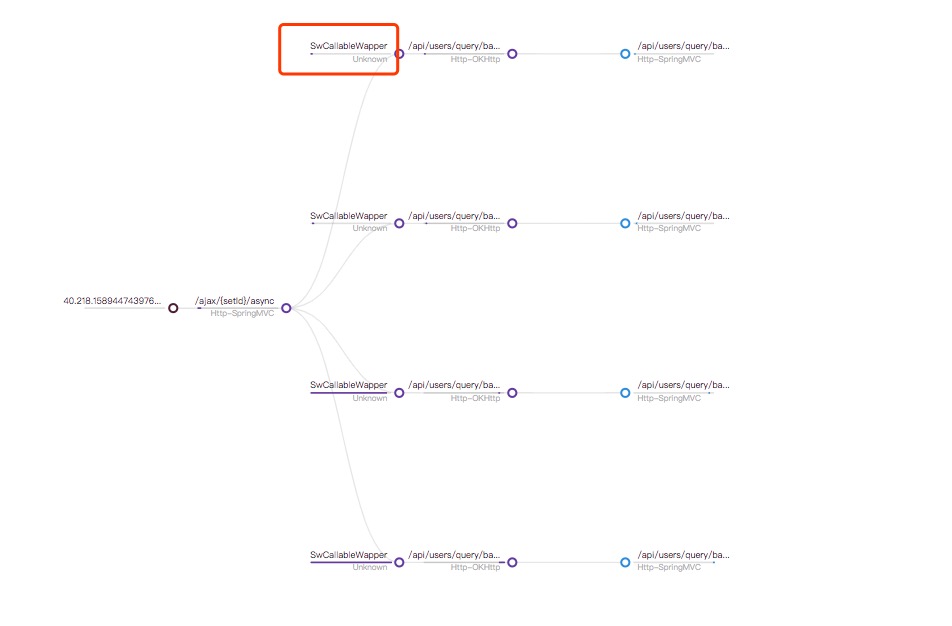 SwCallableWapper
Unknown
/api/users/query/ba...
Http-OKHttp
/api/users/query/ba...
Http-SpringMVC
SwCallableWapper
Unknown
/api/users/query/ba...
Http-OKHttp
/api/users/query/ba...
Http-SpringMVC
40.218.158944743976...
/ajax/{setId}/async
Http-SpringMVC
SwCallableWapper
Unknown
/api/users/query/ba...
Http-OKHttp
/api/users/query/ba...
Http-SpringMVC
SwCallableWapper
Unknown
/api/users/query/ba...
Http-OKHttp
/api/users/query/ba...
Http-SpringMVC